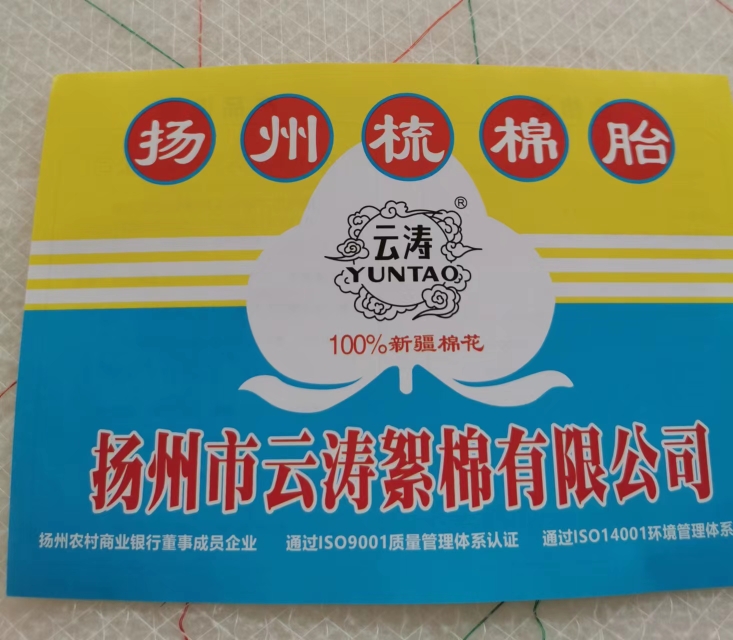 扬州梳棉胎
®
云涛
YUNTAO
100%新疆棉花
扬州市云涛絮棉有限公司
扬州农村商业银行董事成员企业 通过ISO9001质量管理体系认证 通过ISO14001环境管理体系